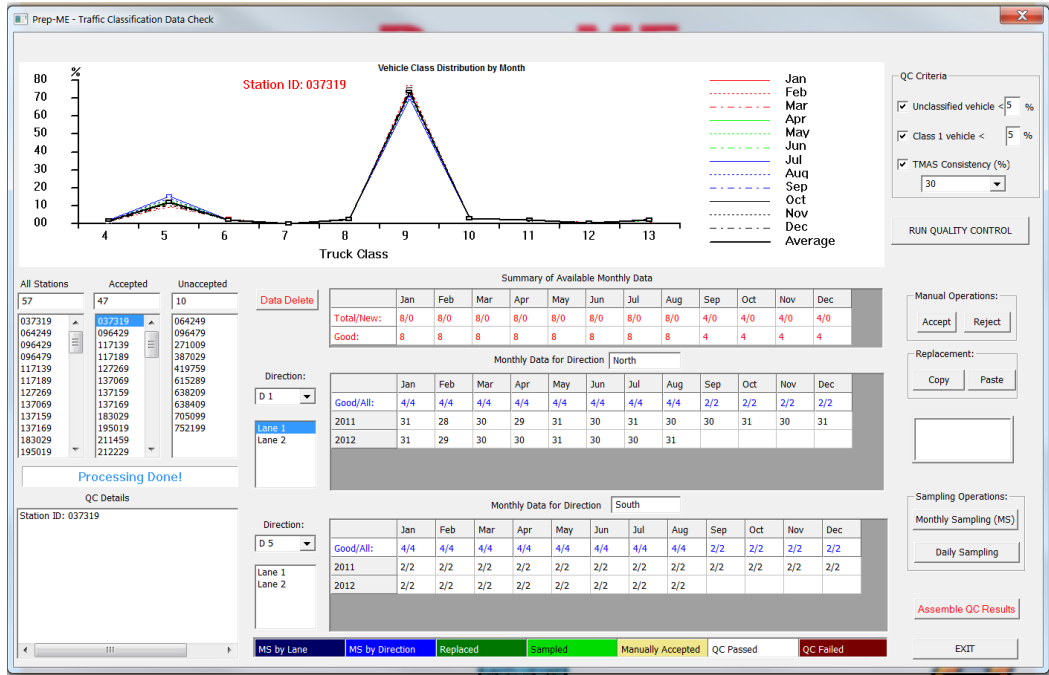 Prep-ME - Traffic Classification Data Check
Vehicle Class Distribution by Month
%
Station ID: 037319
80
70
60
50
40
30
20
10
00
4 5 6 7 8 9 10 11 12 13
Truck Class
Jan
Feb
Mar
Apr
May
Jun
Jul
Aug
Sep
Oct
Nov
Dec
Average
QC Criteria
Unclassified vehicle < 5 %
Class 1 vehicle < 5 %
TMAS Consistency (%)
30
RUN QUALITY CONTROL
All Stations Accepted Unaccepted
57 47 10
037319 037319 064249
064249 096429 096479
096429 117139 271009
096479 117189 387029
117139 127269 419759
117189 137069 615289
127269 137159 638209
137069 137169 638409
137159 183029 705099
137169 195019 752199
183029 211459
195019 212229
Processing Done!
QC Details
Station ID: 037319
Data Delete
Summary of Available Monthly Data
Jan Feb Mar Apr May Jun Jul Aug Sep Oct Nov Dec
Total/New: 8/0 8/0 8/0 8/0 8/0 8/0 8/0 8/0 4/0 4/0 4/0 4/0
Good: 8 8 8 8 8 8 8 8 4 4 4 4
Monthly Data for Direction North
Direction:
D 1
Lane 1
Lane 2
Jan Feb Mar Apr May Jun Jul Aug Sep Oct Nov Dec
Good/All: 4/4 4/4 4/4 4/4 4/4 4/4 4/4 4/4 2/2 2/2 2/2 2/2
2011 31 28 30 29 31 30 31 30 30 31 30 31
2012 31 29 30 30 31 30 30 31
Monthly Data for Direction South
Direction:
D 5
Lane 1
Lane 2
Jan Feb Mar Apr May Jun Jul Aug Sep Oct Nov Dec
Good/All: 4/4 4/4 4/4 4/4 4/4 4/4 4/4 4/4 2/2 2/2 2/2 2/2
2011 2/2 2/2 2/2 2/2 2/2 2/2 2/2 2/2 2/2 2/2 2/2 2/2
2012 2/2 2/2 2/2 2/2 2/2 2/2 2/2 2/2
MS by Lane MS by Direction Replaced Sampled Manually Accepted QC Passed QC Failed
Manual Operations:
Accept Reject
Replacement:
Copy Paste
Sampling Operations:
Monthly Sampling (MS)
Daily Sampling
Assemble QC Results
EXIT